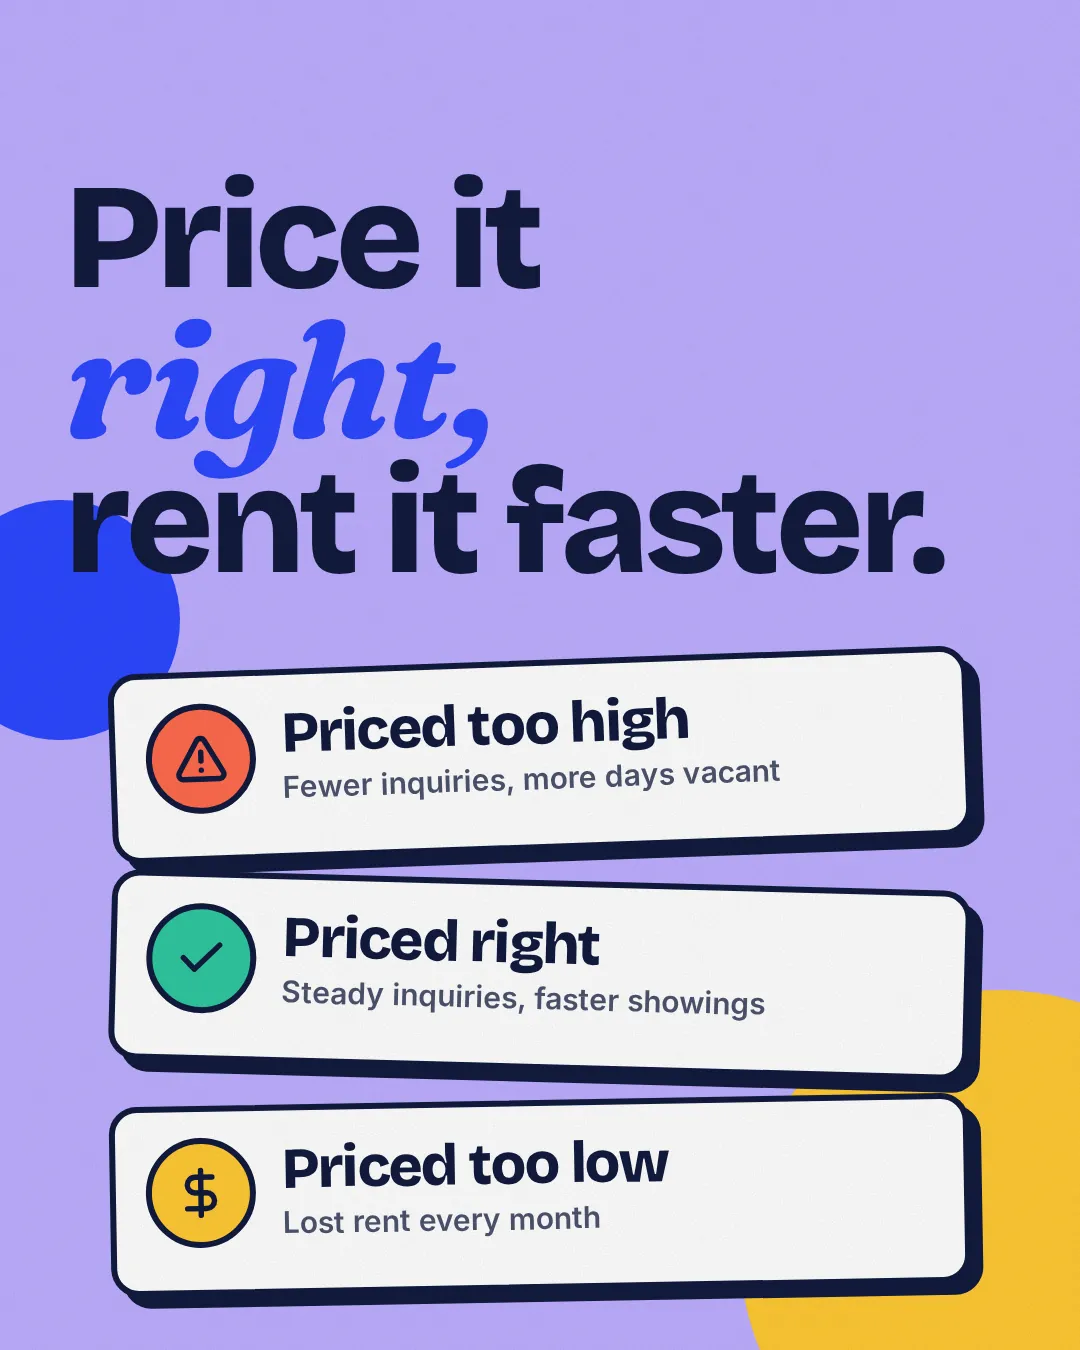 Price it
right,
rent it faster.
Priced too high
Fewer inquiries, more days vacant
Priced right
Steady inquiries, faster showings
$
Priced too low
Lost rent every month